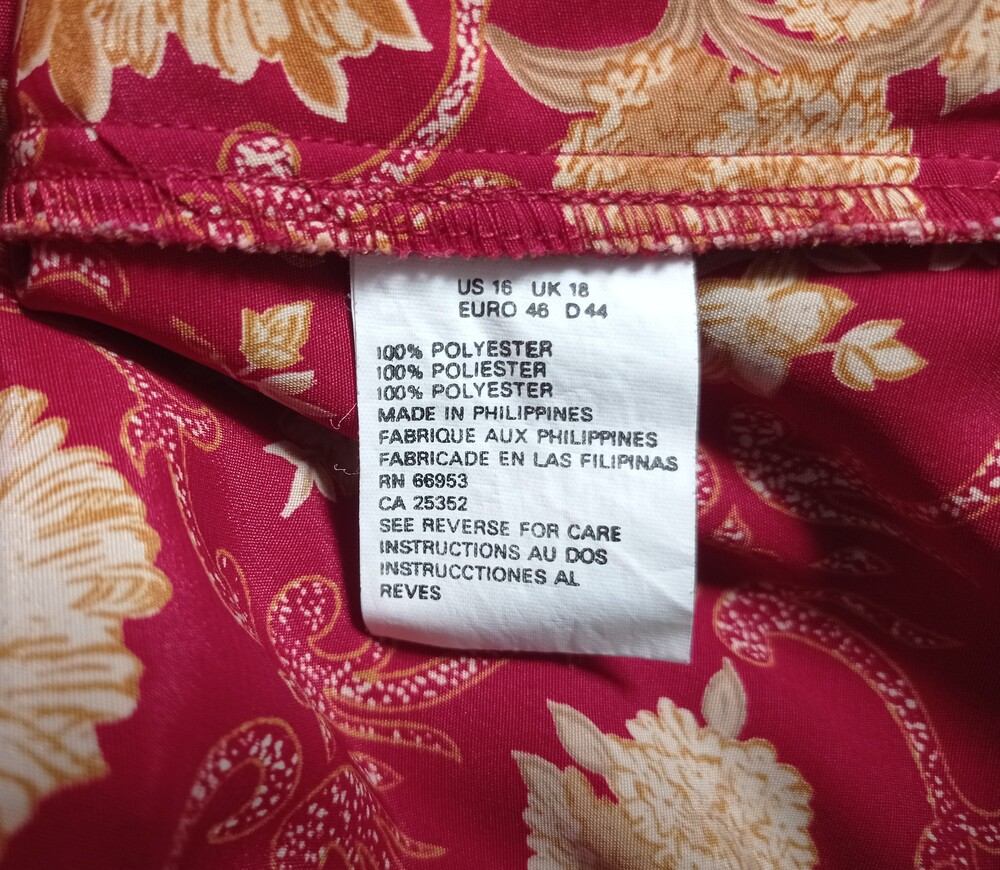 US 16 UK 18
EURO 46 D 44
100% POLYESTER
100% POLIESTER
100% POLYESTER
MADE IN PHILIPPINES
FABRIQUE AUX PHILIPPINES
FABRICADE EN LAS FILIPINAS
RN 66953
CA 25352
SEE REVERSE FOR CARE
INSTRUCTIONS AU DOS
INSTRUCCTIONES AL
REVES